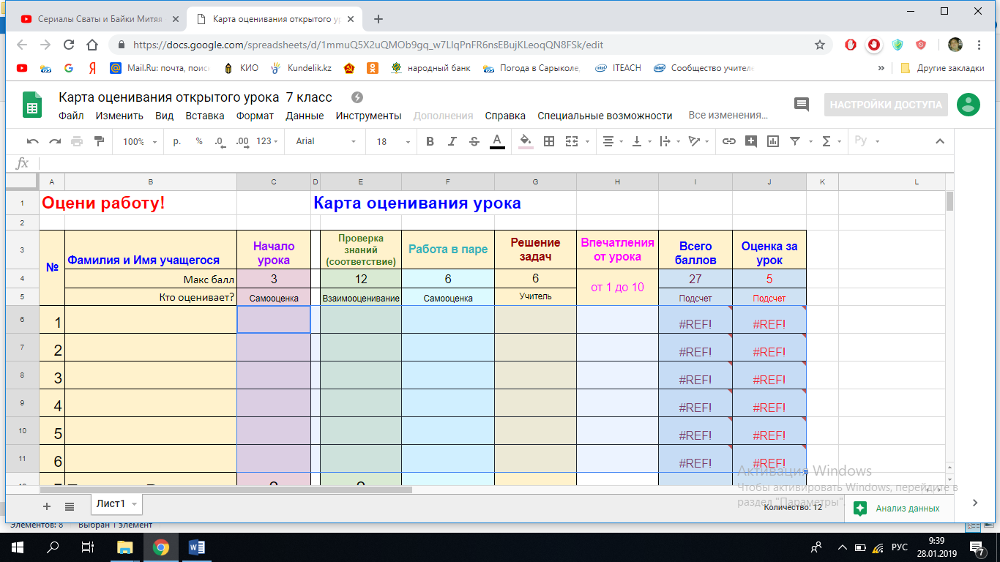 Сериалы Сваты и Байки Митяя
Карта оценивания открытого ур
https://docs.google.com/spreadsheets/d/1mmuQ5X2uQMOb9gq_w7LlqPnFR6nsEBujKLeoqQN8FSk/edit
Mail.Ru: почта, поиск КИО Kundelik.kz народный банк Погода в Сарыколе, ITEACH Сообщество учителе » Другие закладки
Карта оценивания открытого урока 7 класс
Файл Изменить Вид Вставка Формат Данные Инструменты Дополнения Справка Специальные возможности Все изменения...
НАСТРОЙКИ ДОСТУПА
100% р. % .0 .00 123 Arial 18 B I S A Σ Ру
fx
A B C D E F G H I J K L
1 Оцени работу! Карта оценивания урока
2
3 № Фамилия и Имя учащегося Начало урока Проверка знаний (соответствие) Работа в паре Решение задач Впечатления от урока Всего баллов Оценка за урок
4 Макс балл 3 12 6 6 от 1 до 10 27 5
5 Кто оценивает? Самооценка Взаимооценивание Самооценка Учитель Подсчет Подсчет
6 1 #REF! #REF!
7 2 #REF! #REF!
8 3 #REF! #REF!
9 4 #REF! #REF!
10 5 #REF! #REF!
11 6 #REF! #REF!
Активация Windows
Чтобы активировать Windows, перейдите в
раздел "Параметры".
Лист1 Количество: 12 Анализ данных
Элементов: 8 Выбран 1 элемент
РУС 9:39
28.01.2019 7